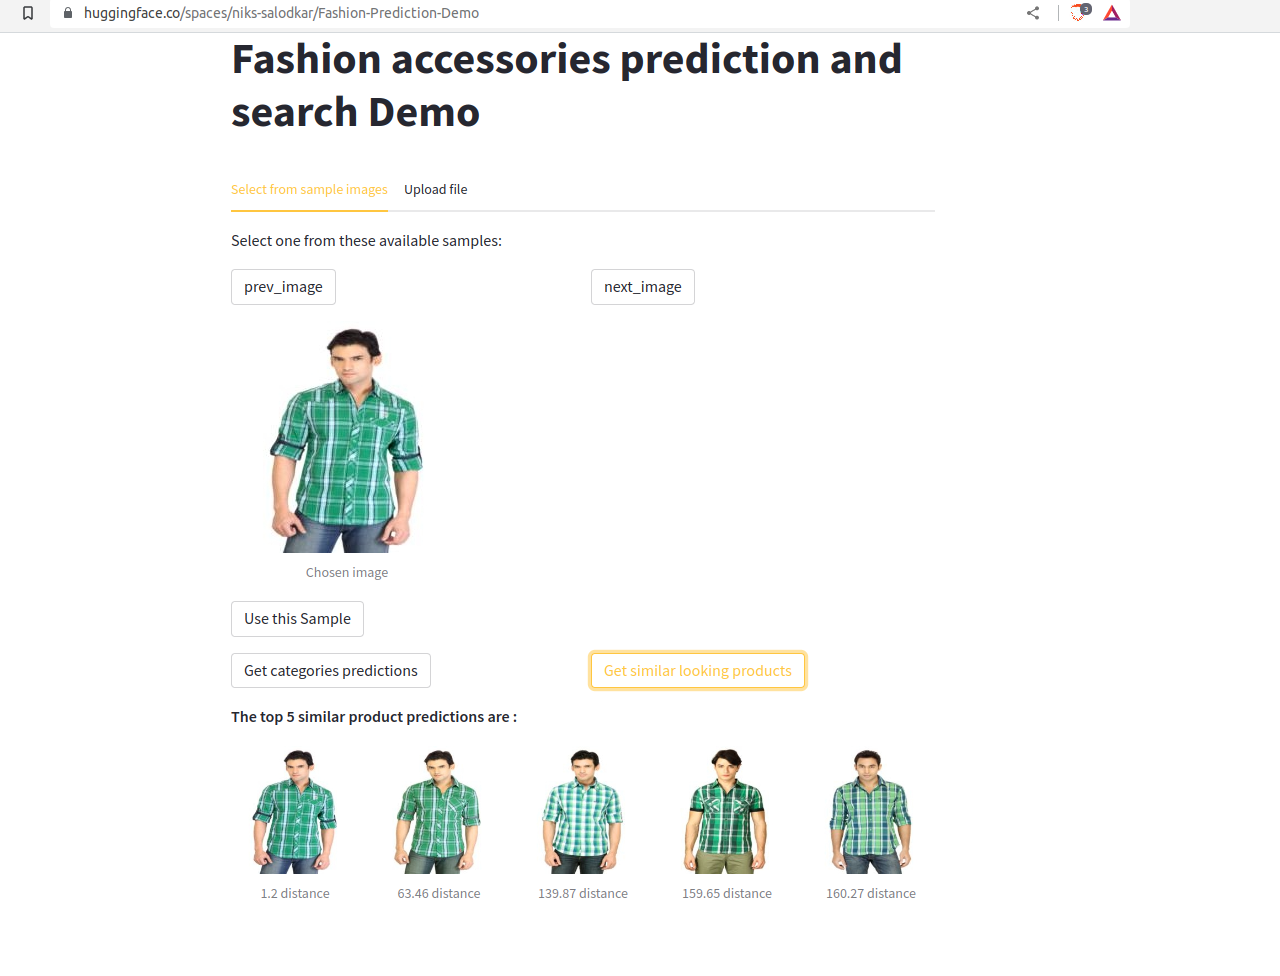 huggingface.co/spaces/niks-salodkar/Fashion-Prediction-Demo
3
Fashion accessories prediction and
search Demo
Select from sample images
Upload file
Select one from these available samples:
prev_image
next_image
Chosen image
Use this Sample
Get categories predictions
Get similar looking products
The top 5 similar product predictions are :
1.2 distance
63.46 distance
139.87 distance
159.65 distance
160.27 distance